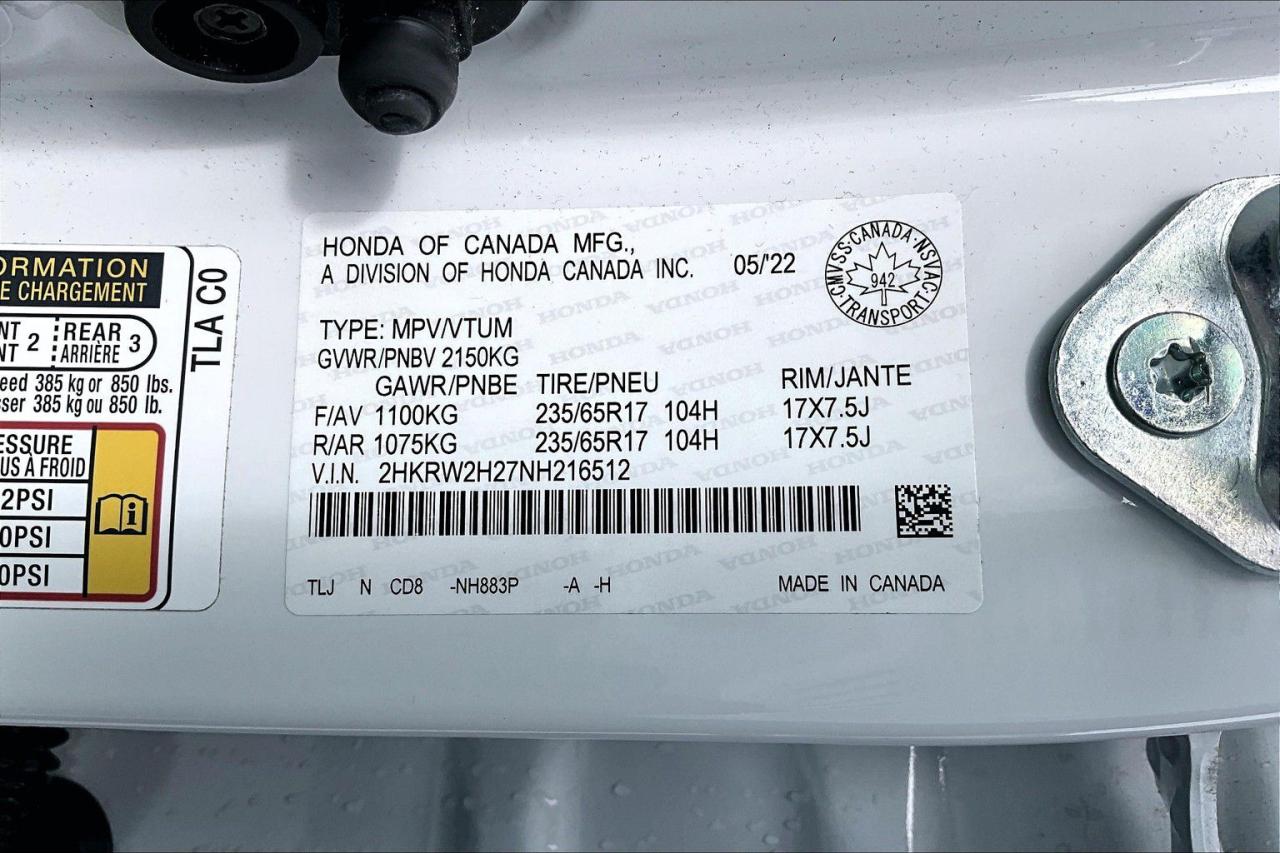 ORMATION
E CHARGEMENT
NT 2 REAR 3
NT ARRIÈRE
eed 385 kg or 850 lbs.
sser 385 kg ou 850 lb.
ESSURE
US À FROID
2PSI
0PSI
0PSI
TLA C0
HONDA OF CANADA MFG.,
A DIVISION OF HONDA CANADA INC. 05/'22
CMVSS·CANADA·NSVAC·TRANSPORT
942
TYPE: MPV/VTUM
GVWR/PNBV 2150KG
GAWR/PNBE TIRE/PNEU RIM/JANTE
F/AV 1100KG 235/65R17 104H 17X7.5J
R/AR 1075KG 235/65R17 104H 17X7.5J
V.I.N. 2HKRW2H27NH216512
TLJ N CD8 -NH883P -A -H MADE IN CANADA